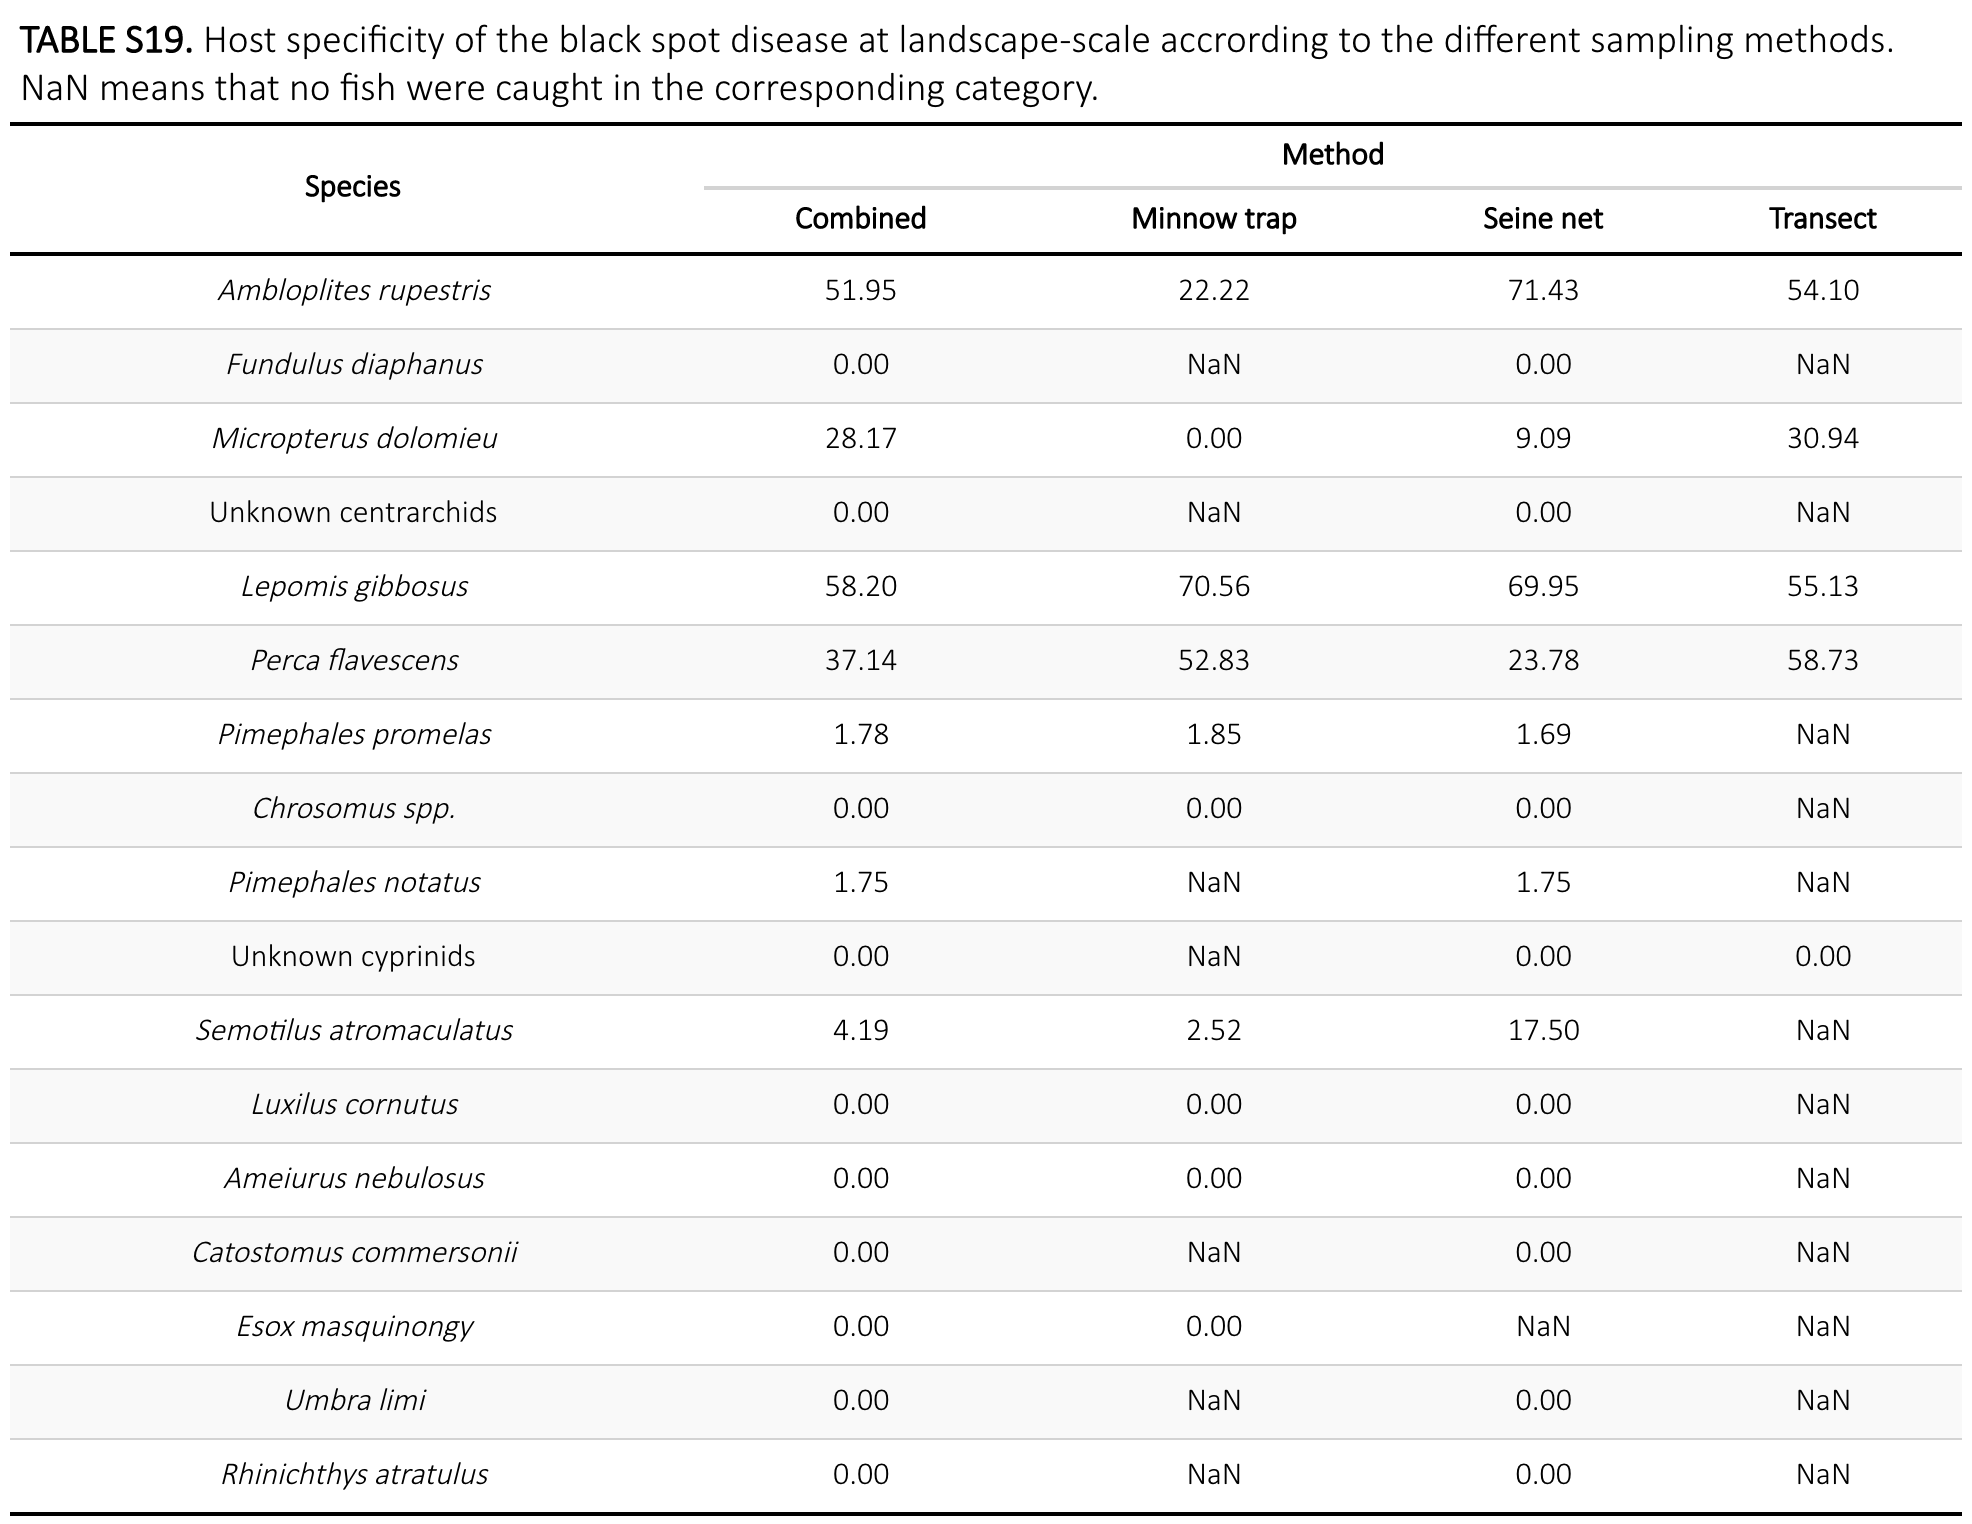 TABLE S19. Host specificity of the black spot disease at landscape-scale accrording to the different sampling methods.
NaN means that no fish were caught in the corresponding category.
Species Method
Combined Minnow trap Seine net Transect
Ambloplites rupestris 51.95 22.22 71.43 54.10
Fundulus diaphanus 0.00 NaN 0.00 NaN
Micropterus dolomieu 28.17 0.00 9.09 30.94
Unknown centrarchids 0.00 NaN 0.00 NaN
Lepomis gibbosus 58.20 70.56 69.95 55.13
Perca flavescens 37.14 52.83 23.78 58.73
Pimephales promelas 1.78 1.85 1.69 NaN
Chrosomus spp. 0.00 0.00 0.00 NaN
Pimephales notatus 1.75 NaN 1.75 NaN
Unknown cyprinids 0.00 NaN 0.00 0.00
Semotilus atromaculatus 4.19 2.52 17.50 NaN
Luxilus cornutus 0.00 0.00 0.00 NaN
Ameiurus nebulosus 0.00 0.00 0.00 NaN
Catostomus commersonii 0.00 NaN 0.00 NaN
Esox masquinongy 0.00 0.00 NaN NaN
Umbra limi 0.00 NaN 0.00 NaN
Rhinichthys atratulus 0.00 NaN 0.00 NaN